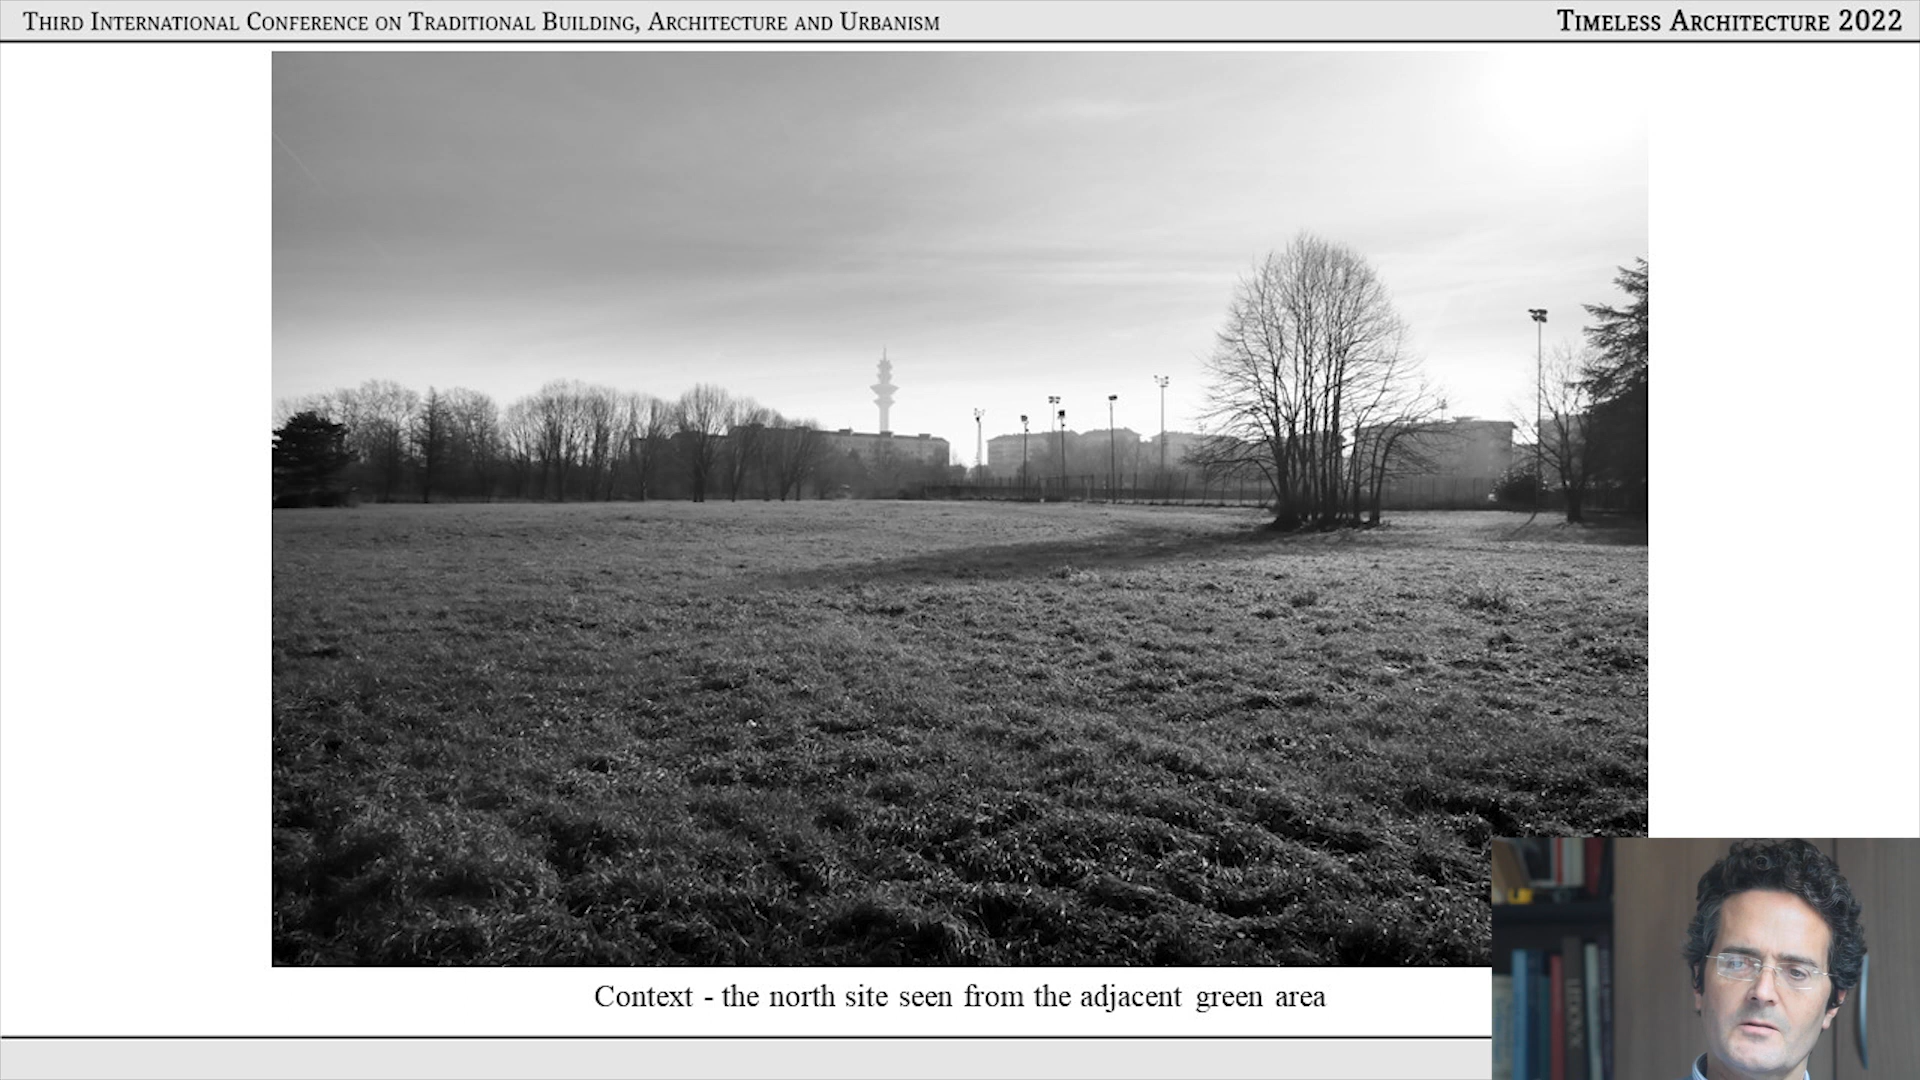 Third International Conference on Traditional Building, Architecture and Urbanism
Timeless Architecture 2022
Context - the north site seen from the adjacent green area